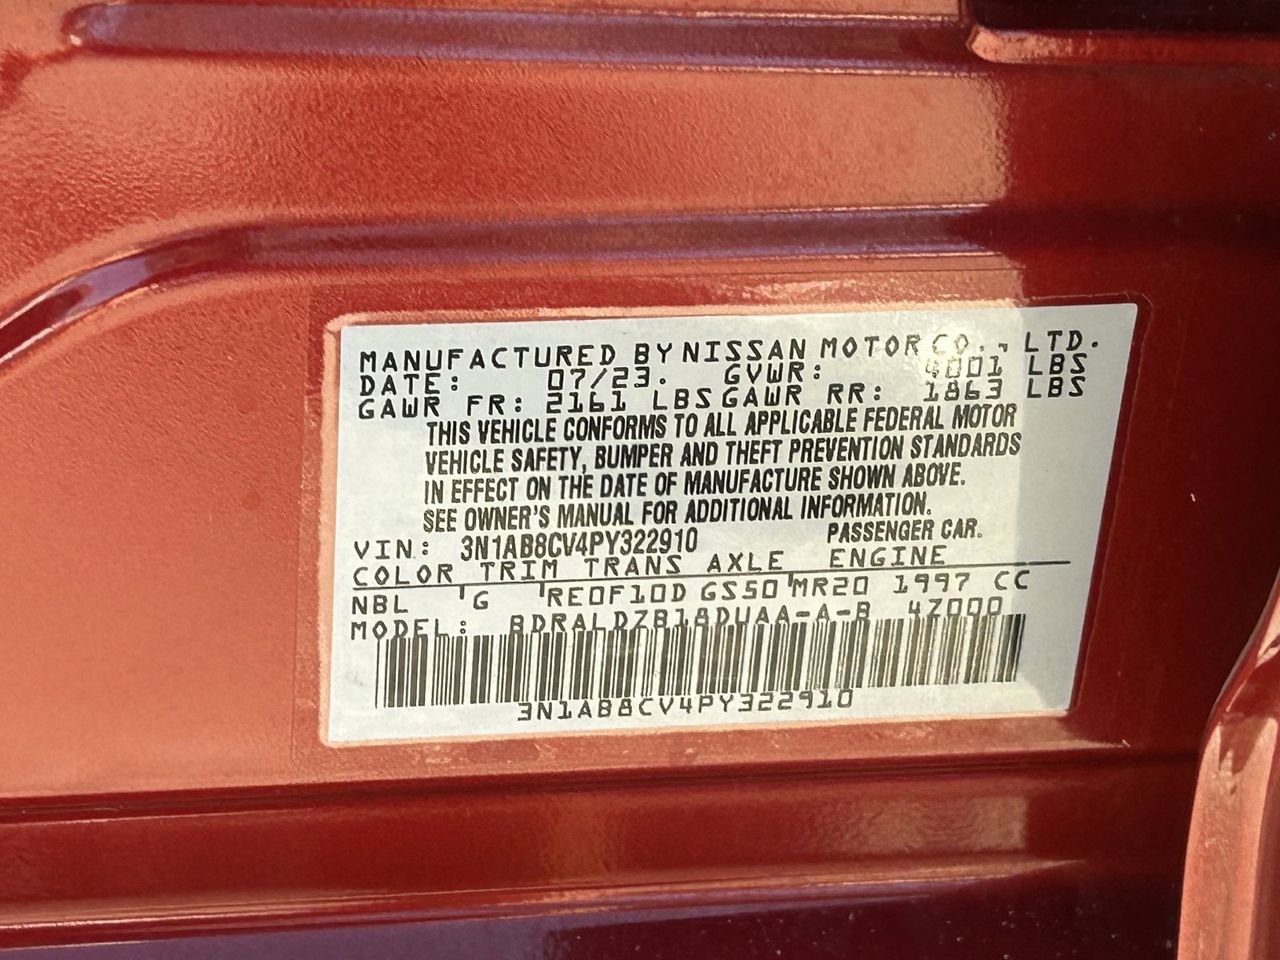 MANUFACTURED BY NISSAN MOTOR CO., LTD.
DATE: 07/23. GVWR: 4001 LBS
GAWR FR: 2161 LBS GAWR RR: 1863 LBS
THIS VEHICLE CONFORMS TO ALL APPLICABLE FEDERAL MOTOR
VEHICLE SAFETY, BUMPER AND THEFT PREVENTION STANDARDS
IN EFFECT ON THE DATE OF MANUFACTURE SHOWN ABOVE.
SEE OWNER'S MANUAL FOR ADDITIONAL INFORMATION.
VIN: 3N1AB8CV4PY322910 PASSENGER CAR.
COLOR TRIM TRANS AXLE ENGINE
NBL G RE0F10D GS50 MR20 1997 CC
MODEL: BDRALDZB18DUAA-A-B 4Z000
3N1AB8CV4PY322910